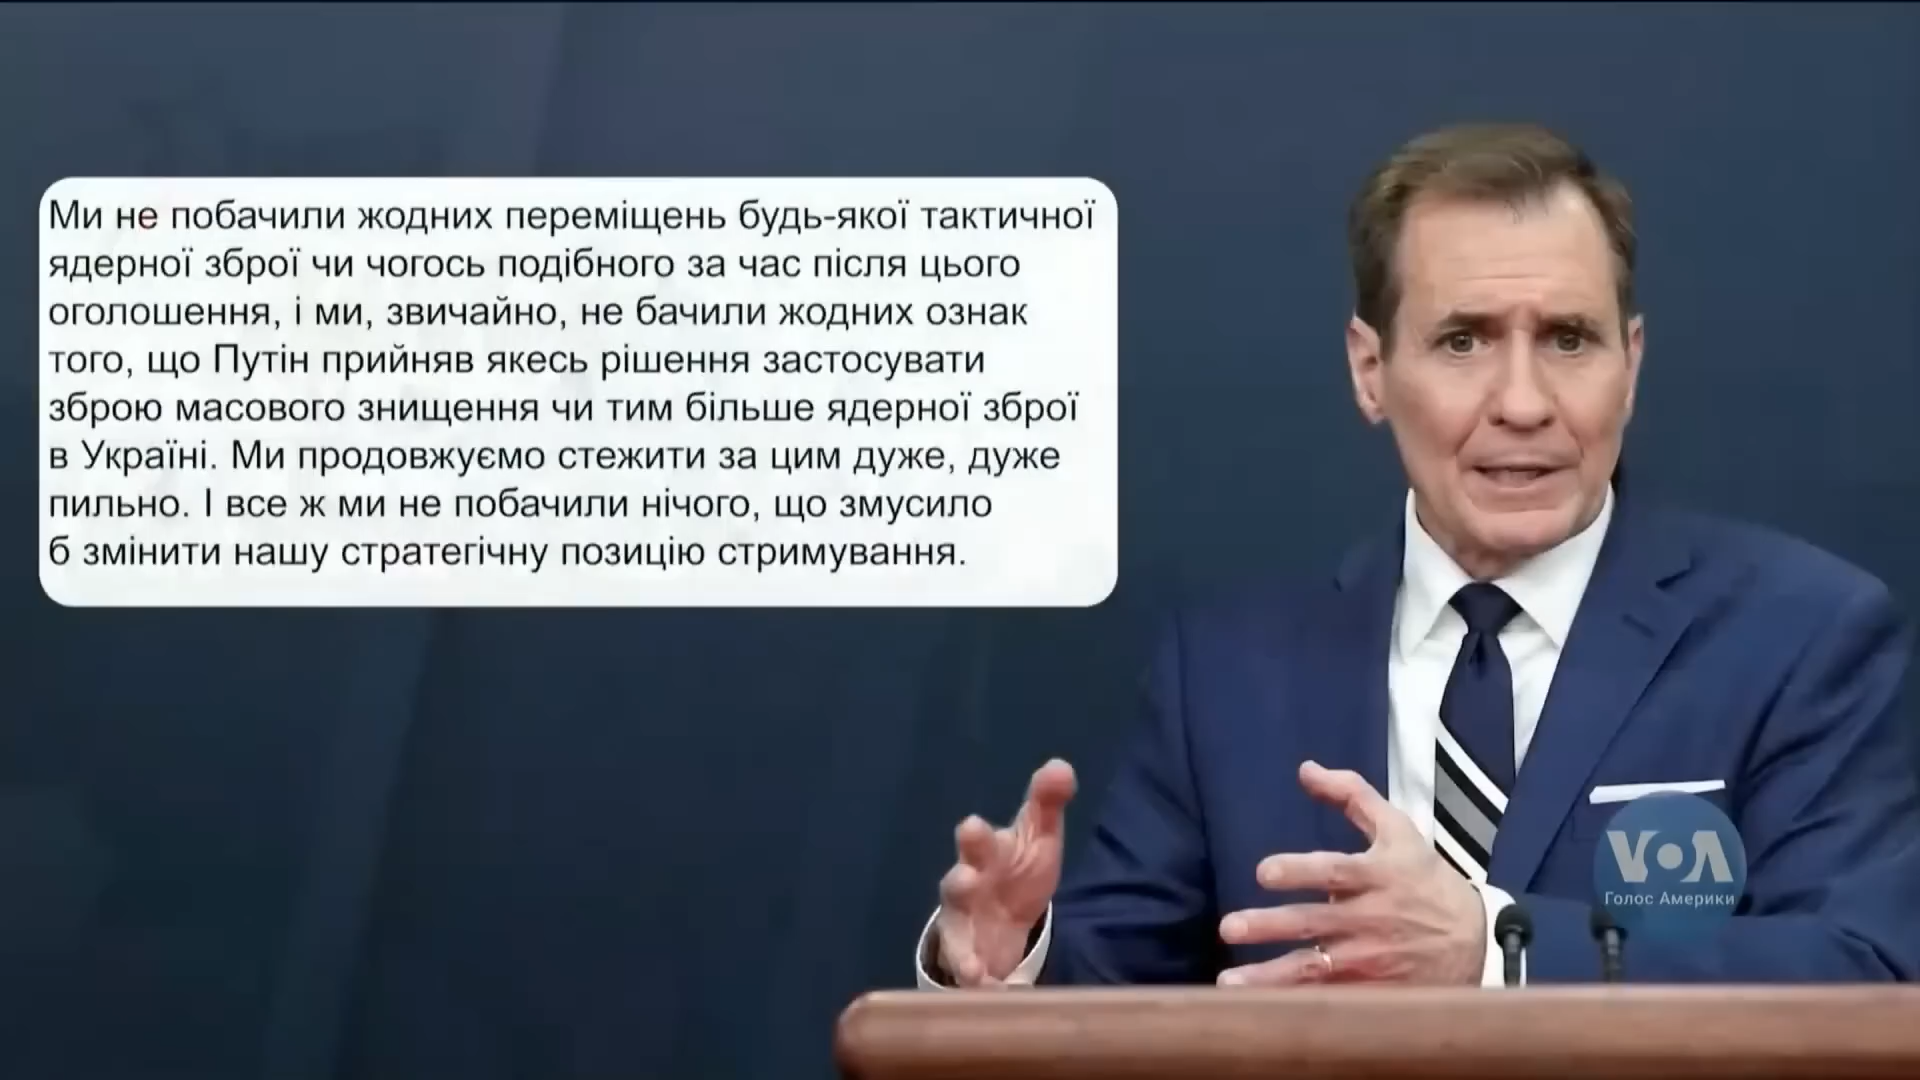 Ми не побачили жодних переміщень будь-якої тактичної
ядерної зброї чи чогось подібного за час після цього
оголошення, і ми, звичайно, не бачили жодних ознак
того, що Путін прийняв якесь рішення застосувати
зброю масового знищення чи тим більше ядерної зброї
в Україні. Ми продовжуємо стежити за цим дуже, дуже
пильно. І все ж ми не побачили нічого, що змусило
б змінити нашу стратегічну позицію стримування.
VOA
Голос Америки